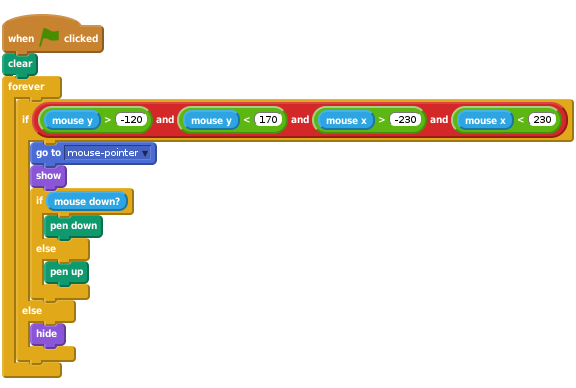 when clicked
clear
forever
if mouse y > -120 and mouse y < 170 and mouse x > -230 and mouse x < 230
go to mouse-pointer
show
if mouse down?
pen down
else
pen up
else
hide